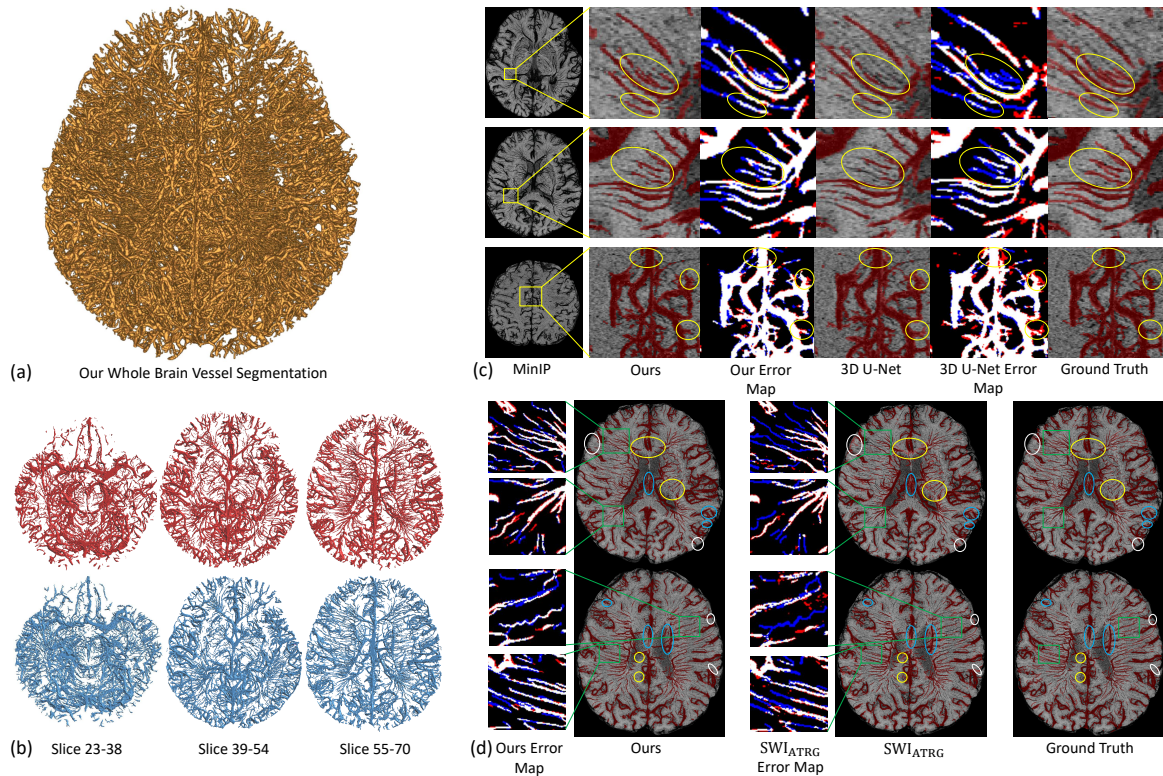 (a)
Our Whole Brain Vessel Segmentation
(c)
MinIP
Ours
Our Error
Map
3D U-Net
3D U-Net Error
Map
Ground Truth
(b)
Slice 23-38
Slice 39-54
Slice 55-70
(d)
Ours Error
Map
Ours
SWI_ATRG
Error Map
SWI_ATRG
Ground Truth